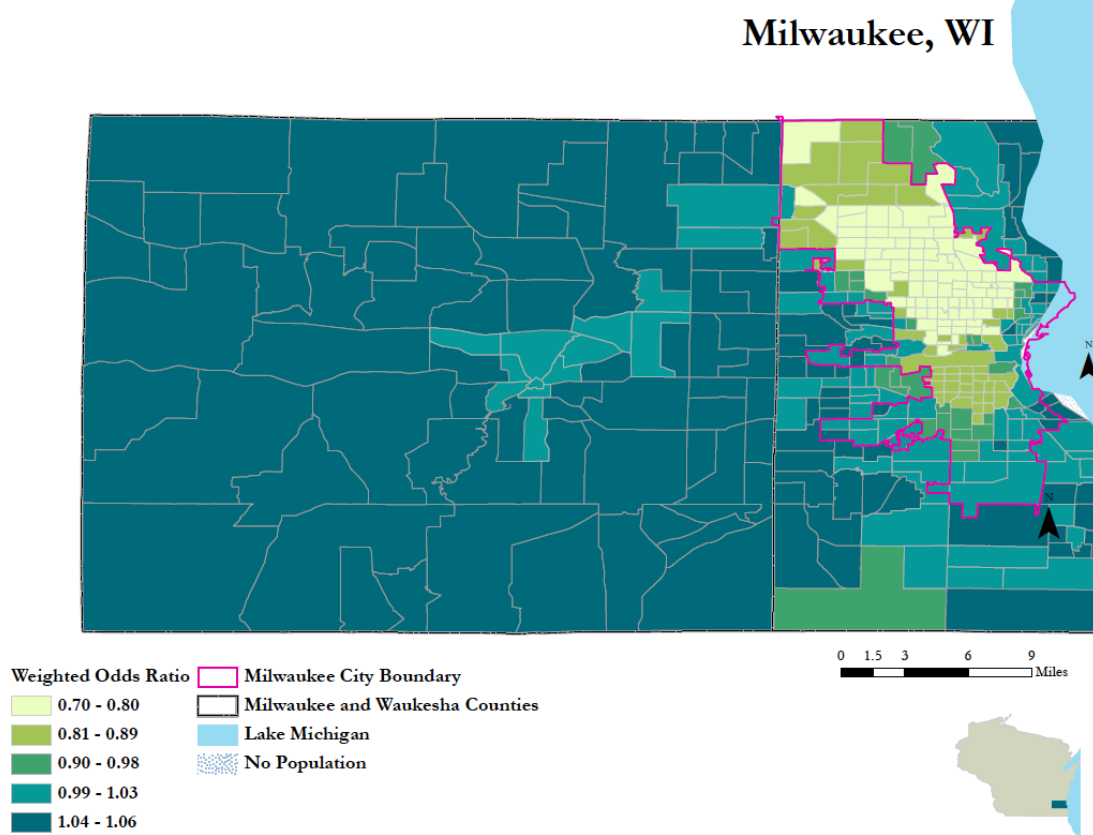 Milwaukee, WI
N
N
Weighted Odds Ratio
0.70 - 0.80
0.81 - 0.89
0.90 - 0.98
0.99 - 1.03
1.04 - 1.06
Milwaukee City Boundary
Milwaukee and Waukesha Counties
Lake Michigan
No Population
0 1.5 3 6 9
Miles